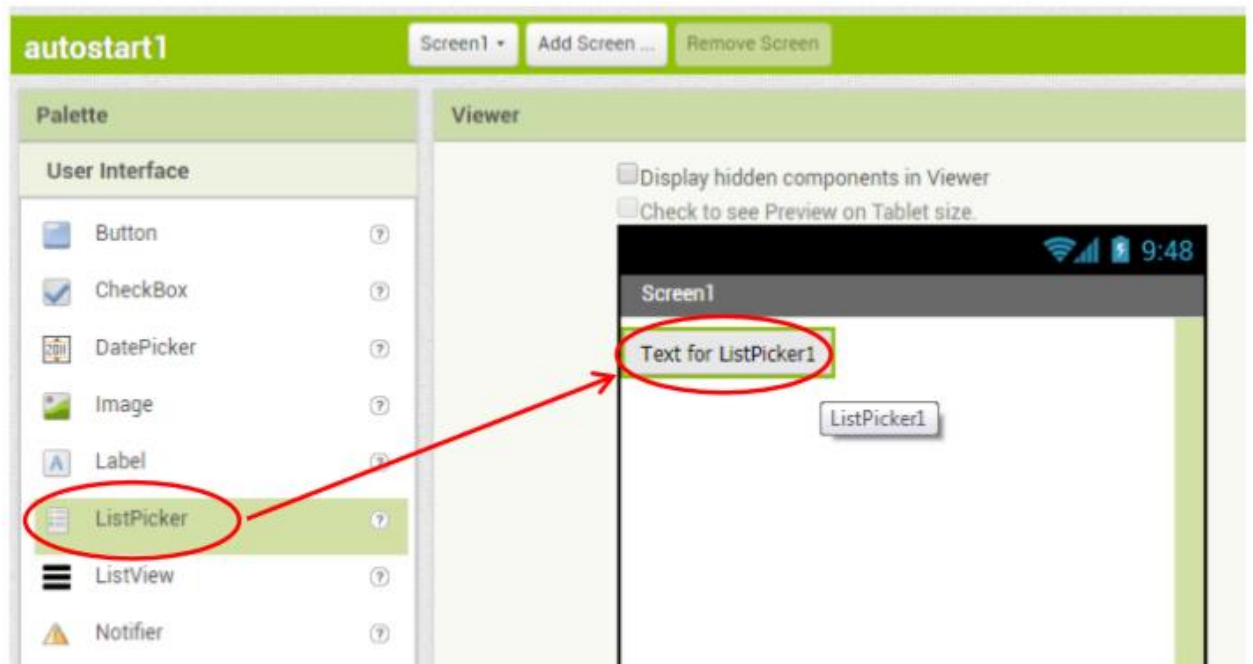 autostart1
Screen1
Add Screen ...
Remove Screen
Palette
Viewer
User Interface
Button
?
CheckBox
?
DatePicker
?
Image
?
Label
?
ListPicker
?
ListView
?
Notifier
?
Display hidden components in Viewer
Check to see Preview on Tablet size.
9:48
Screen1
Text for ListPicker1
ListPicker1